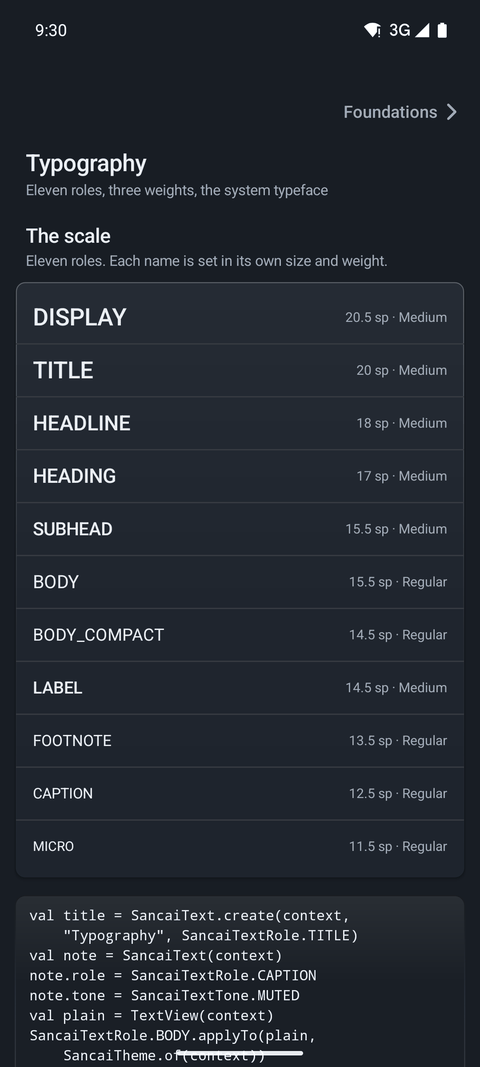 9:30
3G
Foundations
Typography
Eleven roles, three weights, the system typeface
The scale
Eleven roles. Each name is set in its own size and weight.
DISPLAY 20.5 sp · Medium
TITLE 20 sp · Medium
HEADLINE 18 sp · Medium
HEADING 17 sp · Medium
SUBHEAD 15.5 sp · Medium
BODY 15.5 sp · Regular
BODY_COMPACT 14.5 sp · Regular
LABEL 14.5 sp · Medium
FOOTNOTE 13.5 sp · Regular
CAPTION 12.5 sp · Regular
MICRO 11.5 sp · Regular
val title = SancaiText.create(context,
    "Typography", SancaiTextRole.TITLE)
val note = SancaiText(context)
note.role = SancaiTextRole.CAPTION
note.tone = SancaiTextTone.MUTED
val plain = TextView(context)
SancaiTextRole.BODY.applyTo(plain,
    SancaiTheme.of(context))